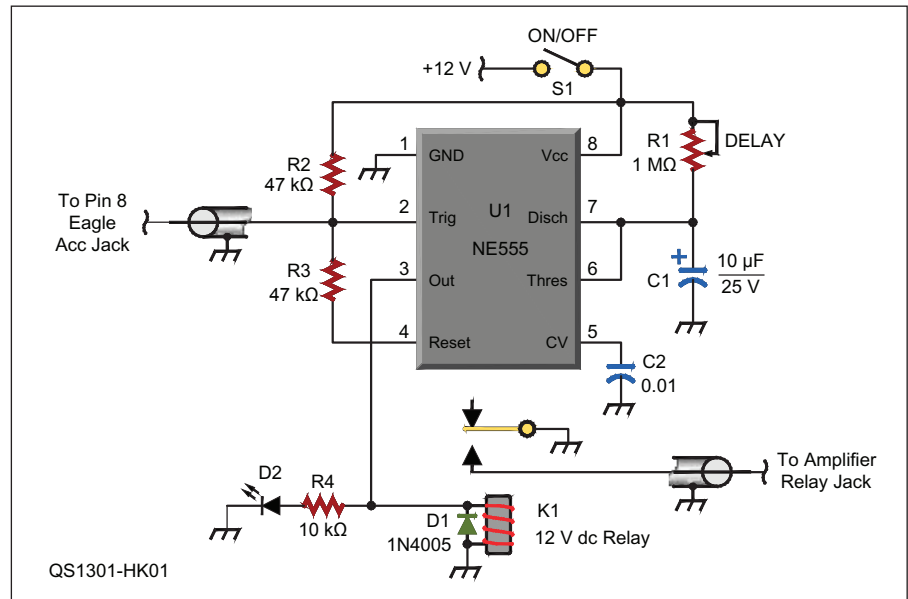 ON/OFF
+12 V
S1
R1
1 MΩ
DELAY
R2
47 kΩ
1
GND
Vcc
8
To Pin 8
Eagle
Acc Jack
2
Trig
U1
NE555
Disch
7
R3
47 kΩ
3
Out
Thres
6
+
C1
10 µF
25 V
4
Reset
CV
5
C2
0.01
To Amplifier
Relay Jack
D2
R4
10 kΩ
D1
1N4005
K1
12 V dc Relay
QS1301-HK01